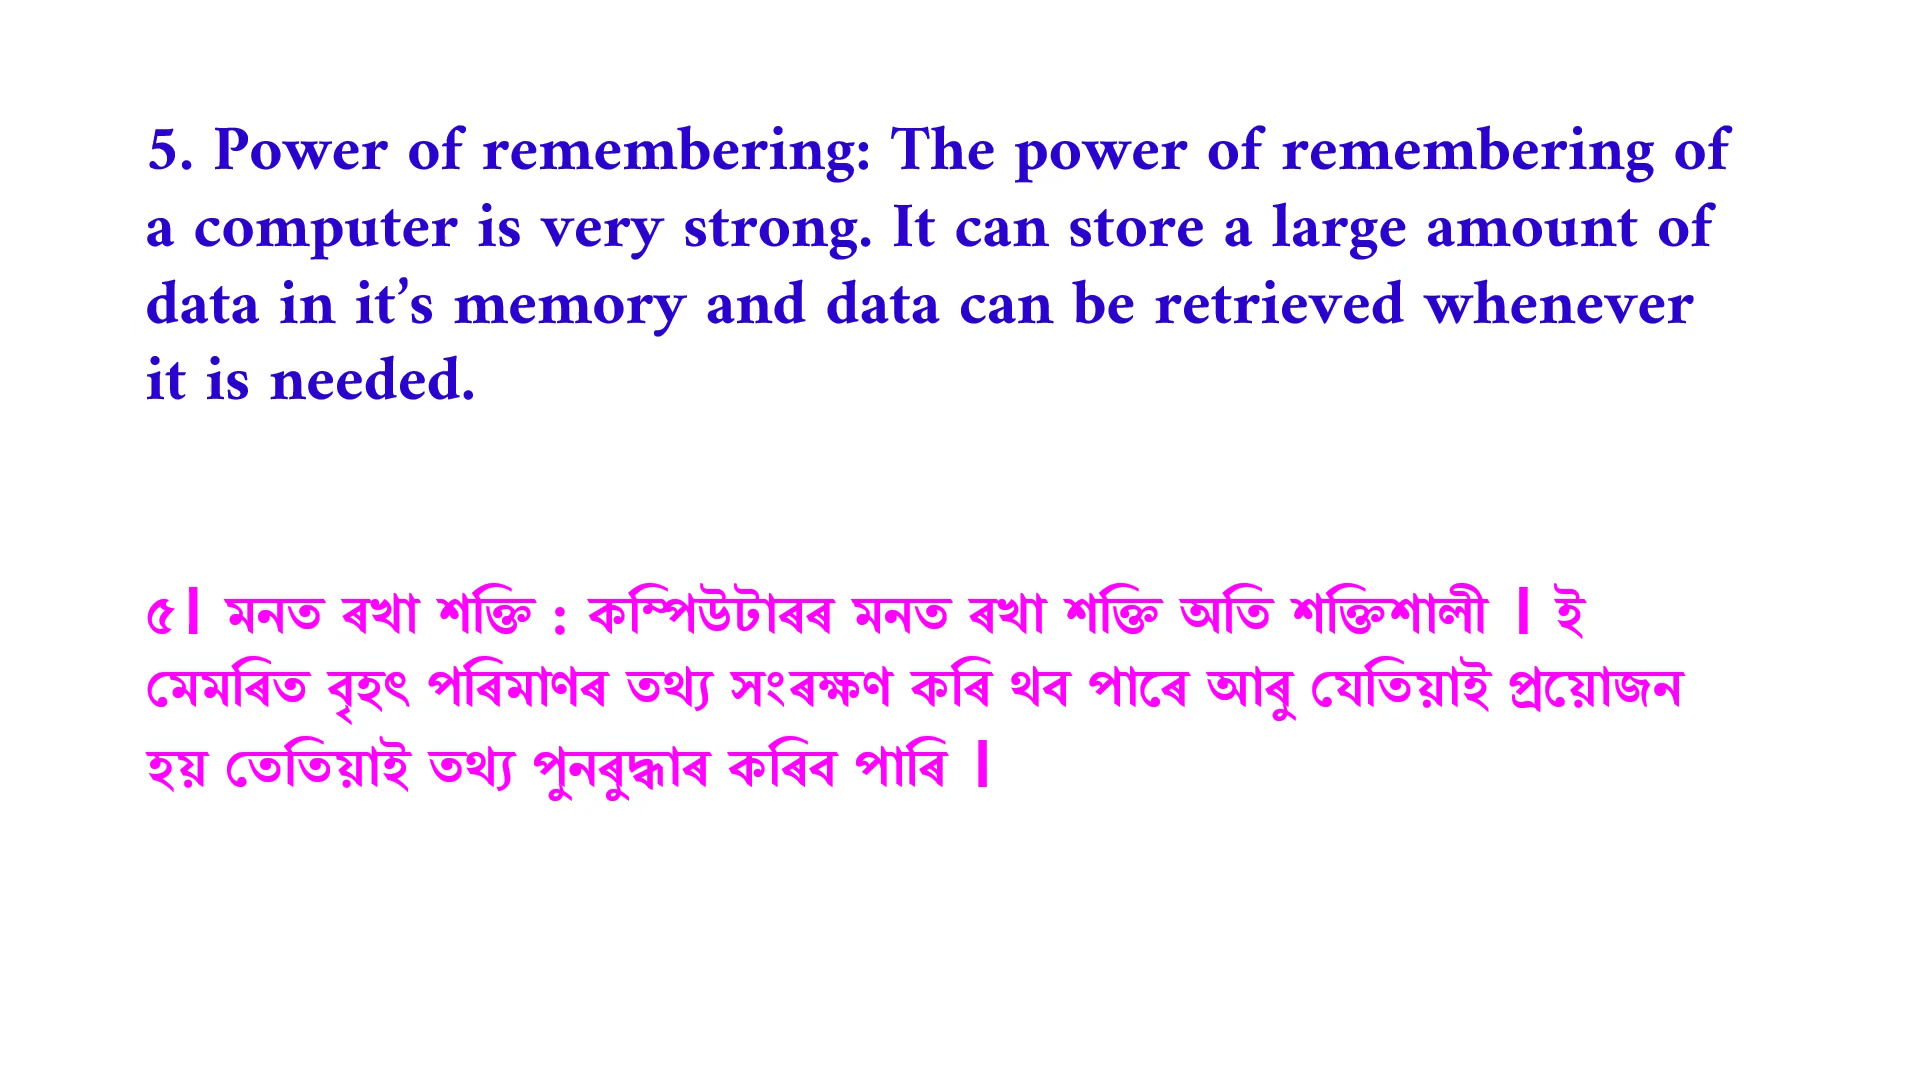 5. Power of remembering: The power of remembering of
a computer is very strong. It can store a large amount of
data in it’s memory and data can be retrieved whenever
it is needed.
৫। মনত ৰখা শক্তি : কম্পিউটাৰৰ মনত ৰখা শক্তি অতি শক্তিশালী । ই
মেমৰিত বৃহৎ পৰিমাণৰ তথ্য সংৰক্ষণ কৰি থব পাৰে আৰু যেতিয়াই প্ৰয়োজন
হয় তেতিয়াই তথ্য পুনৰুদ্ধাৰ কৰিব পাৰি ।